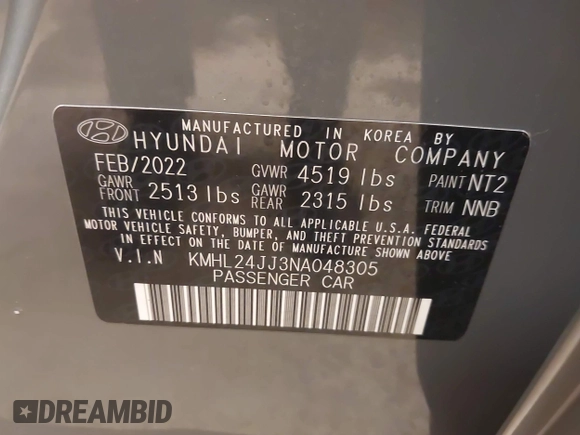 MANUFACTURED IN KOREA BY
HYUNDAI MOTOR COMPANY
FEB/2022 GVWR 4519 lbs PAINT NT2
GAWR FRONT 2513 lbs GAWR REAR 2315 lbs TRIM NNB
THIS VEHICLE CONFORMS TO ALL APPLICABLE U.S.A. FEDERAL
MOTOR VEHICLE SAFETY, BUMPER, AND THEFT PREVENTION STANDARDS
IN EFFECT ON THE DATE OF MANUFACTURE SHOWN ABOVE.
V.I.N KMHL24JJ3NA048305
PASSENGER CAR
DREAMBID